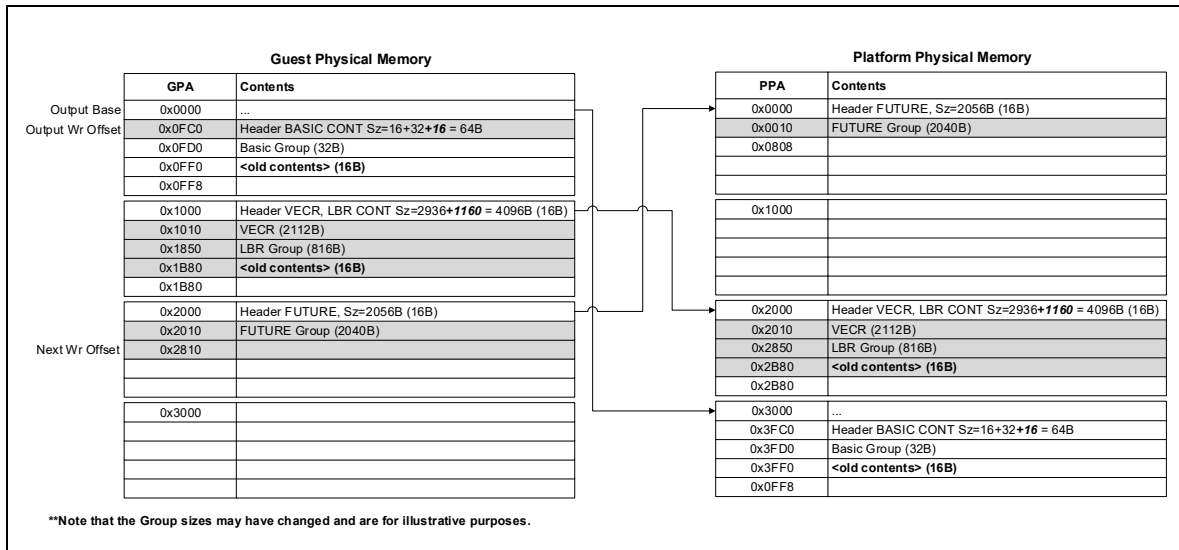 Guest Physical Memory
GPA Contents
Output Base 0x0000 ...
Output Wr Offset 0x0FC0 Header BASIC CONT Sz=16+32+16 = 64B
0x0FD0 Basic Group (32B)
0x0FF0 <old contents> (16B)
0x0FF8
0x1000 Header VECR, LBR CONT Sz=2936+1160 = 4096B (16B)
0x1010 VECR (2112B)
0x1850 LBR Group (816B)
0x1B80 <old contents> (16B)
0x1B80
0x2000 Header FUTURE, Sz=2056B (16B)
0x2010 FUTURE Group (2040B)
Next Wr Offset 0x2810
0x3000
Platform Physical Memory
PPA Contents
0x0000 Header FUTURE, Sz=2056B (16B)
0x0010 FUTURE Group (2040B)
0x0808
0x1000
0x2000 Header VECR, LBR CONT Sz=2936+1160 = 4096B (16B)
0x2010 VECR (2112B)
0x2850 LBR Group (816B)
0x2B80 <old contents> (16B)
0x2B80
0x3000 ...
0x3FC0 Header BASIC CONT Sz=16+32+16 = 64B
0x3FD0 Basic Group (32B)
0x3FF0 <old contents> (16B)
0x0FF8
**Note that the Group sizes may have changed and are for illustrative purposes.